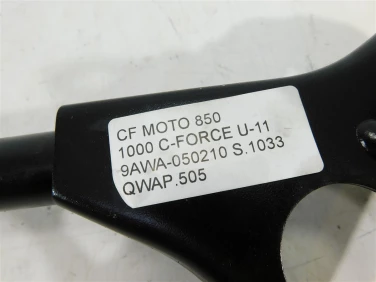 CF MOTO 850
1000 C-FORCE U-11
9AWA-050210 S.1033
QWAP.505